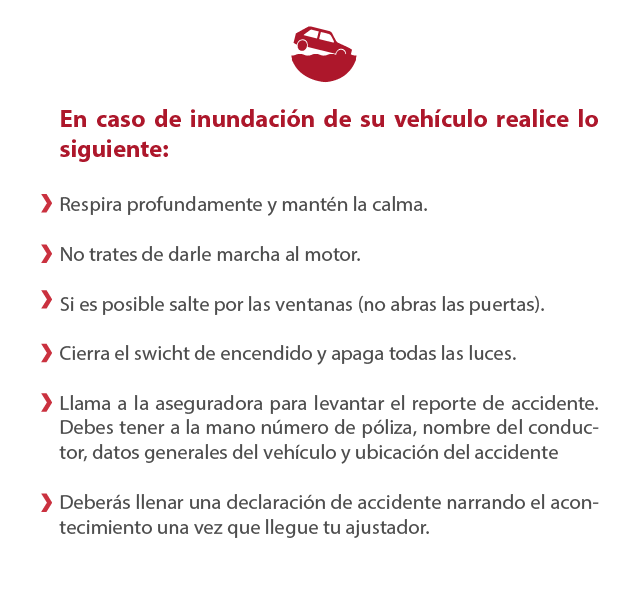 En caso de inundación de su vehículo realice lo
siguiente:
Respira profundamente y mantén la calma.
No trates de darle marcha al motor.
Si es posible salte por las ventanas (no abras las puertas).
Cierra el swicht de encendido y apaga todas las luces.
Llama a la aseguradora para levantar el reporte de accidente.
Debes tener a la mano número de póliza, nombre del conduc-
tor, datos generales del vehículo y ubicación del accidente
Deberás llenar una declaración de accidente narrando el acon-
tecimiento una vez que llegue tu ajustador.